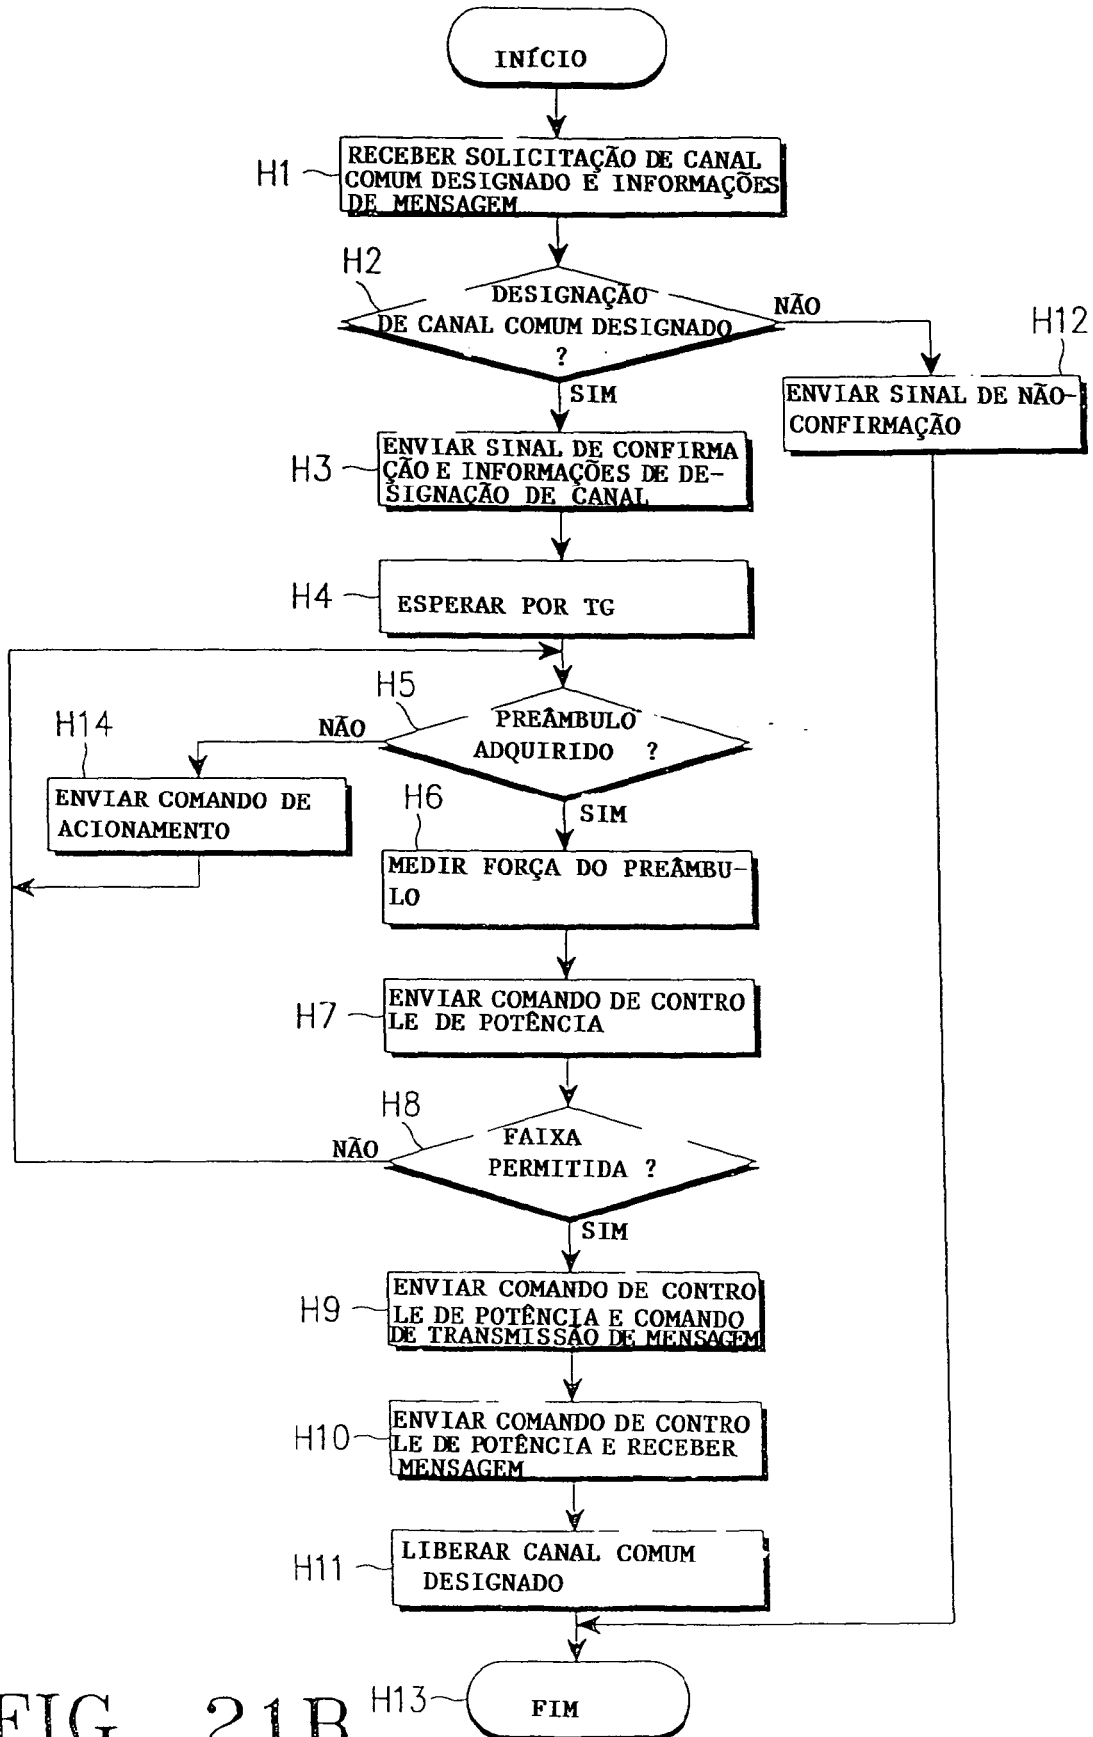 INÍCIO
H1
RECEBER SOLICITAÇÃO DE CANAL
COMUM DESIGNADO E INFORMAÇÕES
DE MENSAGEM
H2
DESIGNAÇÃO
DE CANAL COMUM DESIGNADO
?
NÃO
SIM
H12
ENVIAR SINAL DE NÃO-
CONFIRMAÇÃO
H3
ENVIAR SINAL DE CONFIRMA
ÇÃO E INFORMAÇÕES DE DE-
SIGNAÇÃO DE CANAL
H4
ESPERAR POR TG
H5
PREÂMBULO
ADQUIRIDO ?
NÃO
SIM
H14
ENVIAR COMANDO DE
ACIONAMENTO
H6
MEDIR FORÇA DO PREÂMBU-
LO
H7
ENVIAR COMANDO DE CONTRO
LE DE POTÊNCIA
H8
FAIXA
PERMITIDA ?
NÃO
SIM
H9
ENVIAR COMANDO DE CONTRO
LE DE POTÊNCIA E COMANDO
DE TRANSMISSÃO DE MENSAGEM
H10
ENVIAR COMANDO DE CONTRO
LE DE POTÊNCIA E RECEBER
MENSAGEM
H11
LIBERAR CANAL COMUM
DESIGNADO
H13
FIM
FIG. 21B